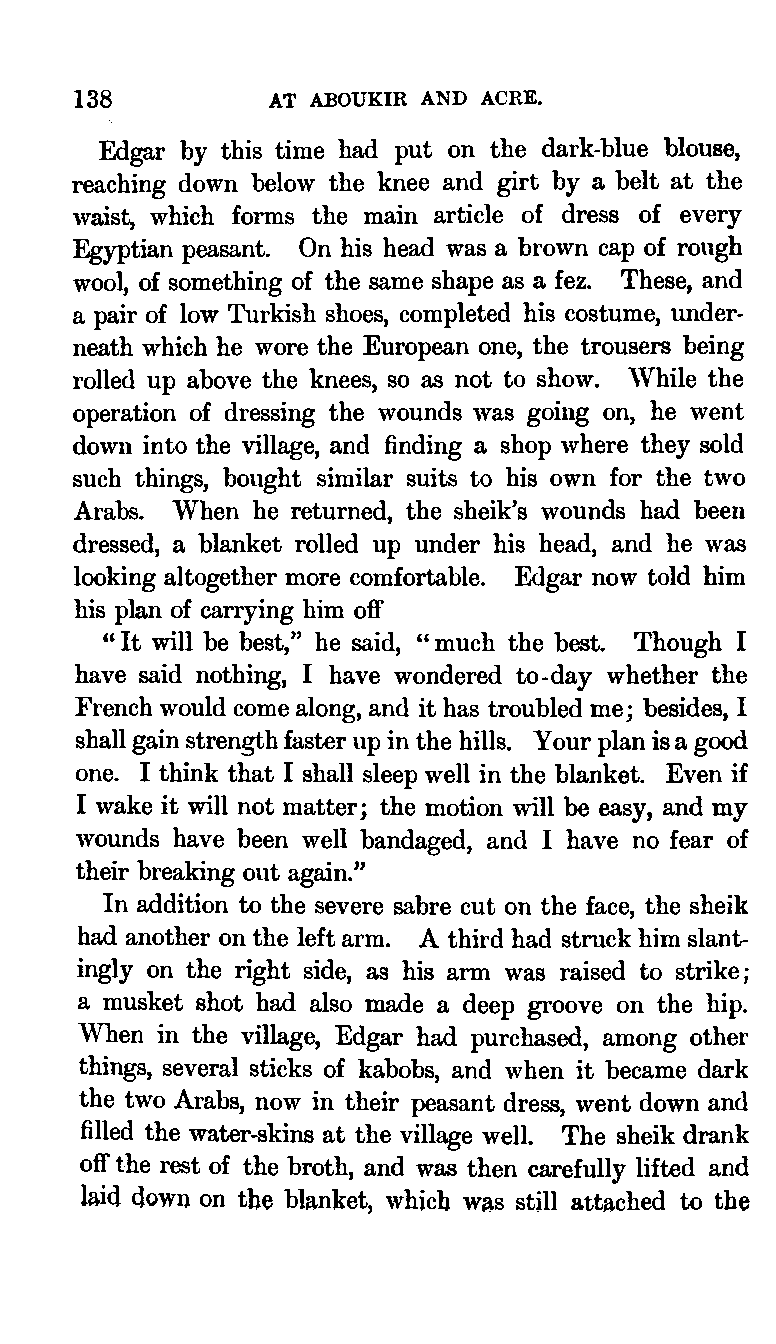 138 AT ABOUKIR AND ACRE.
Edgar by this time had put on the dark-blue blouse,
reaching down below the knee and girt by a belt at the
waist, which forms the main article of dress of every
Egyptian peasant. On his head was a brown cap of rough
wool, of something of the same shape as a fez. These, and
a pair of low Turkish shoes, completed his costume, under-
neath which he wore the European one, the trousers being
rolled up above the knees, so as not to show. While the
operation of dressing the wounds was going on, he went
down into the village, and finding a shop where they sold
such things, bought similar suits to his own for the two
Arabs. When he returned, the sheik's wounds had been
dressed, a blanket rolled up under his head, and he was
looking altogether more comfortable. Edgar now told him
his plan of carrying him off
"It will be best," he said, "much the best. Though I
have said nothing, I have wondered to-day whether the
French would come along, and it has troubled me; besides, I
shall gain strength faster up in the hills. Your plan is a good
one. I think that I shall sleep well in the blanket. Even if
I wake it will not matter; the motion will be easy, and my
wounds have been well bandaged, and I have no fear of
their breaking out again."
In addition to the severe sabre cut on the face, the sheik
had another on the left arm. A third had struck him slant-
ingly on the right side, as his arm was raised to strike;
a musket shot had also made a deep groove on the hip.
When in the village, Edgar had purchased, among other
things, several sticks of kabobs, and when it became dark
the two Arabs, now in their peasant dress, went down and
filled the water-skins at the village well. The sheik drank
off the rest of the broth, and was then carefully lifted and
laid down on the blanket, which was still attached to the